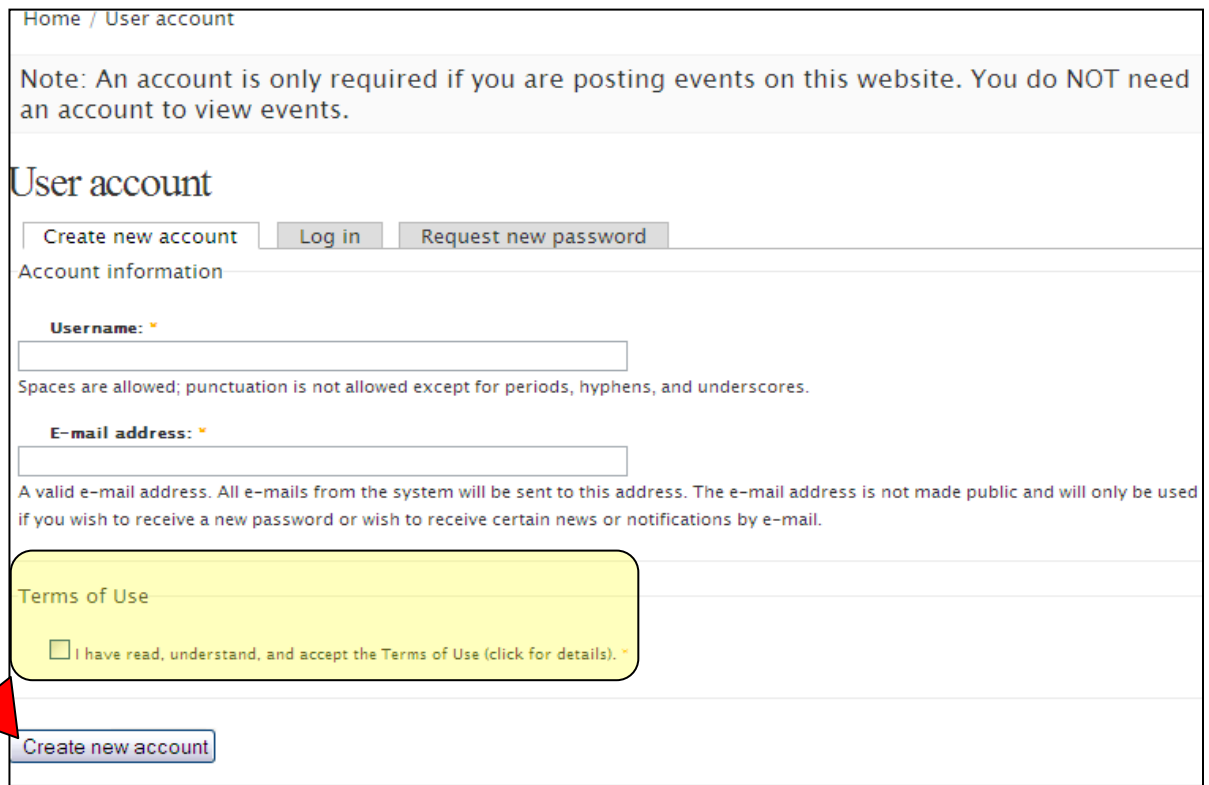 Home / User account
Note: An account is only required if you are posting events on this website. You do NOT need
an account to view events.
User account
Create new account Log in Request new password
Account information
Username: *
Spaces are allowed; punctuation is not allowed except for periods, hyphens, and underscores.
E-mail address: *
A valid e-mail address. All e-mails from the system will be sent to this address. The e-mail address is not made public and will only be used
if you wish to receive a new password or wish to receive certain news or notifications by e-mail.
Terms of Use
I have read, understand, and accept the Terms of Use (click for details). *
Create new account